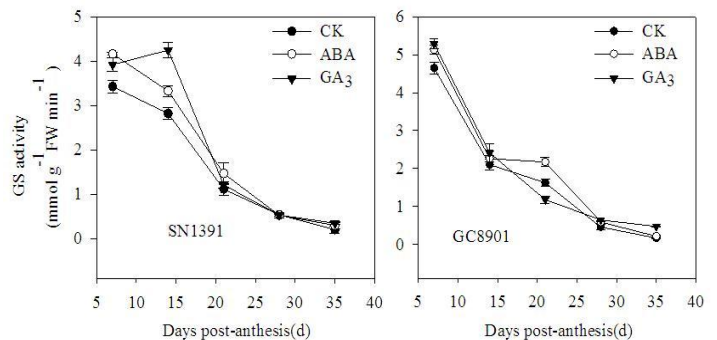 GS activity
(mmol g⁻¹FW min⁻¹)
5
4
3
2
1
0
CK
ABA
GA₃
SN1391
5 10 15 20 25 30 35 40
Days post-anthesis(d)
6
5
4
3
2
1
0
CK
ABA
GA₃
GC8901
5 10 15 20 25 30 35 40
Days post-anthesis(d)